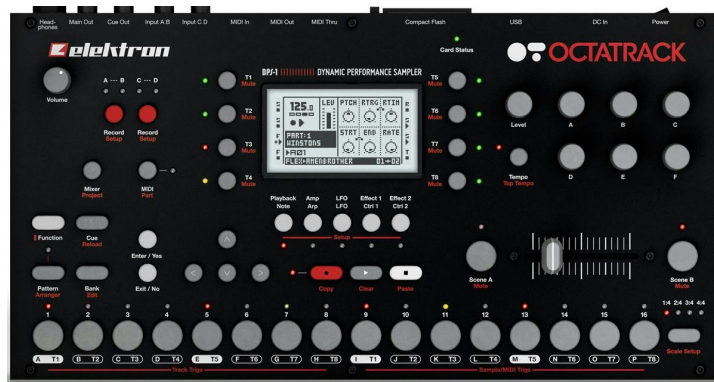 Head-
phones
Main Out
Cue Out
Input A B
Input C D
MIDI In
MIDI Out
MIDI Thru
Compact Flash
USB
DC In
Power
elektron
Card Status
OCTATRACK
DPS-1 DYNAMIC PERFORMANCE SAMPLER
Volume
A --- B
C --- D
Record
Setup
Record
Setup
T1
Mute
T2
Mute
T3
Mute
T4
Mute
125.0
LEV
PTCH
RTRG
RTIM
STRT
END
RATE
PART:1
WINSTONS
A01
FLEX AMENBROTHER 01 02
T5
Mute
T6
Mute
T7
Mute
T8
Mute
Level
A
B
C
Tempo
Tap Tempo
D
E
F
Mixer
Project
MIDI
Part
Playback
Note
Amp
Arp
LFO
LFO
Effect 1
Ctrl 1
Effect 2
Ctrl 2
Setup
Function
Cue
Reload
Enter / Yes
Pattern
Arranger
Bank
Edit
Exit / No
Copy
Clear
Paste
Scene A
Mute
Scene B
Mute
1:4 2:4 3:4 4:4
Scale Setup
1 2 3 4 5 6 7 8 9 10 11 12 13 14 15 16
A T1
B T2
C T3
D T4
E T5
F T6
G T7
H T8
I T1
J T2
K T3
L T4
M T5
N T6
O T7
P T8
Track Trigs
Sample/MIDI Trigs